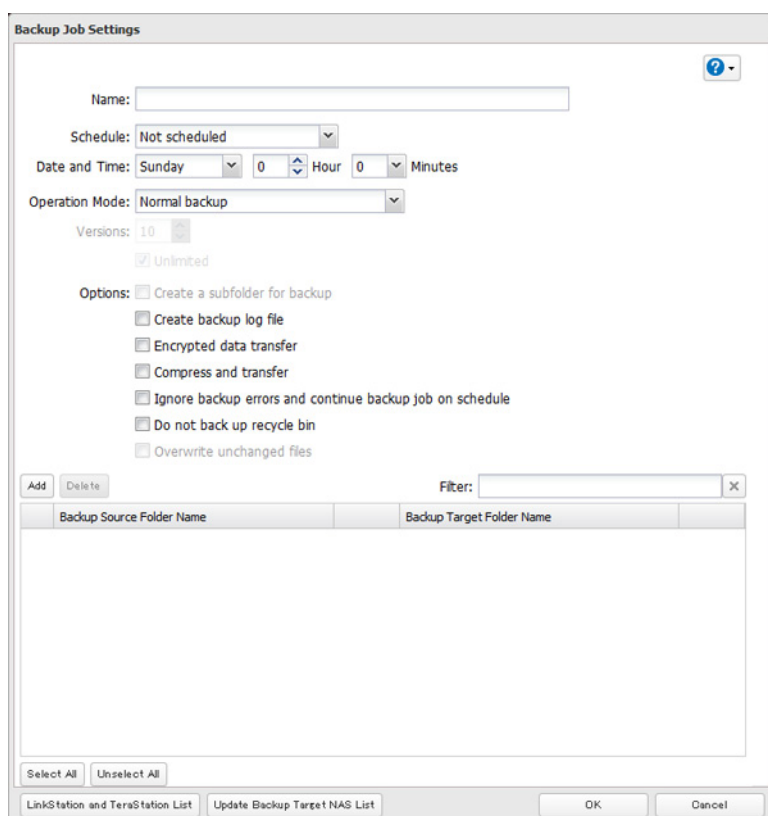 Backup Job Settings
?
Name:
Schedule: Not scheduled
Date and Time: Sunday 0 Hour 0 Minutes
Operation Mode: Normal backup
Versions: 10
Unlimited
Options: Create a subfolder for backup
Create backup log file
Encrypted data transfer
Compress and transfer
Ignore backup errors and continue backup job on schedule
Do not back up recycle bin
Overwrite unchanged files
Add Delete Filter:
Backup Source Folder Name Backup Target Folder Name
Select All Unselect All
LinkStation and TeraStation List Update Backup Target NAS List OK Cancel